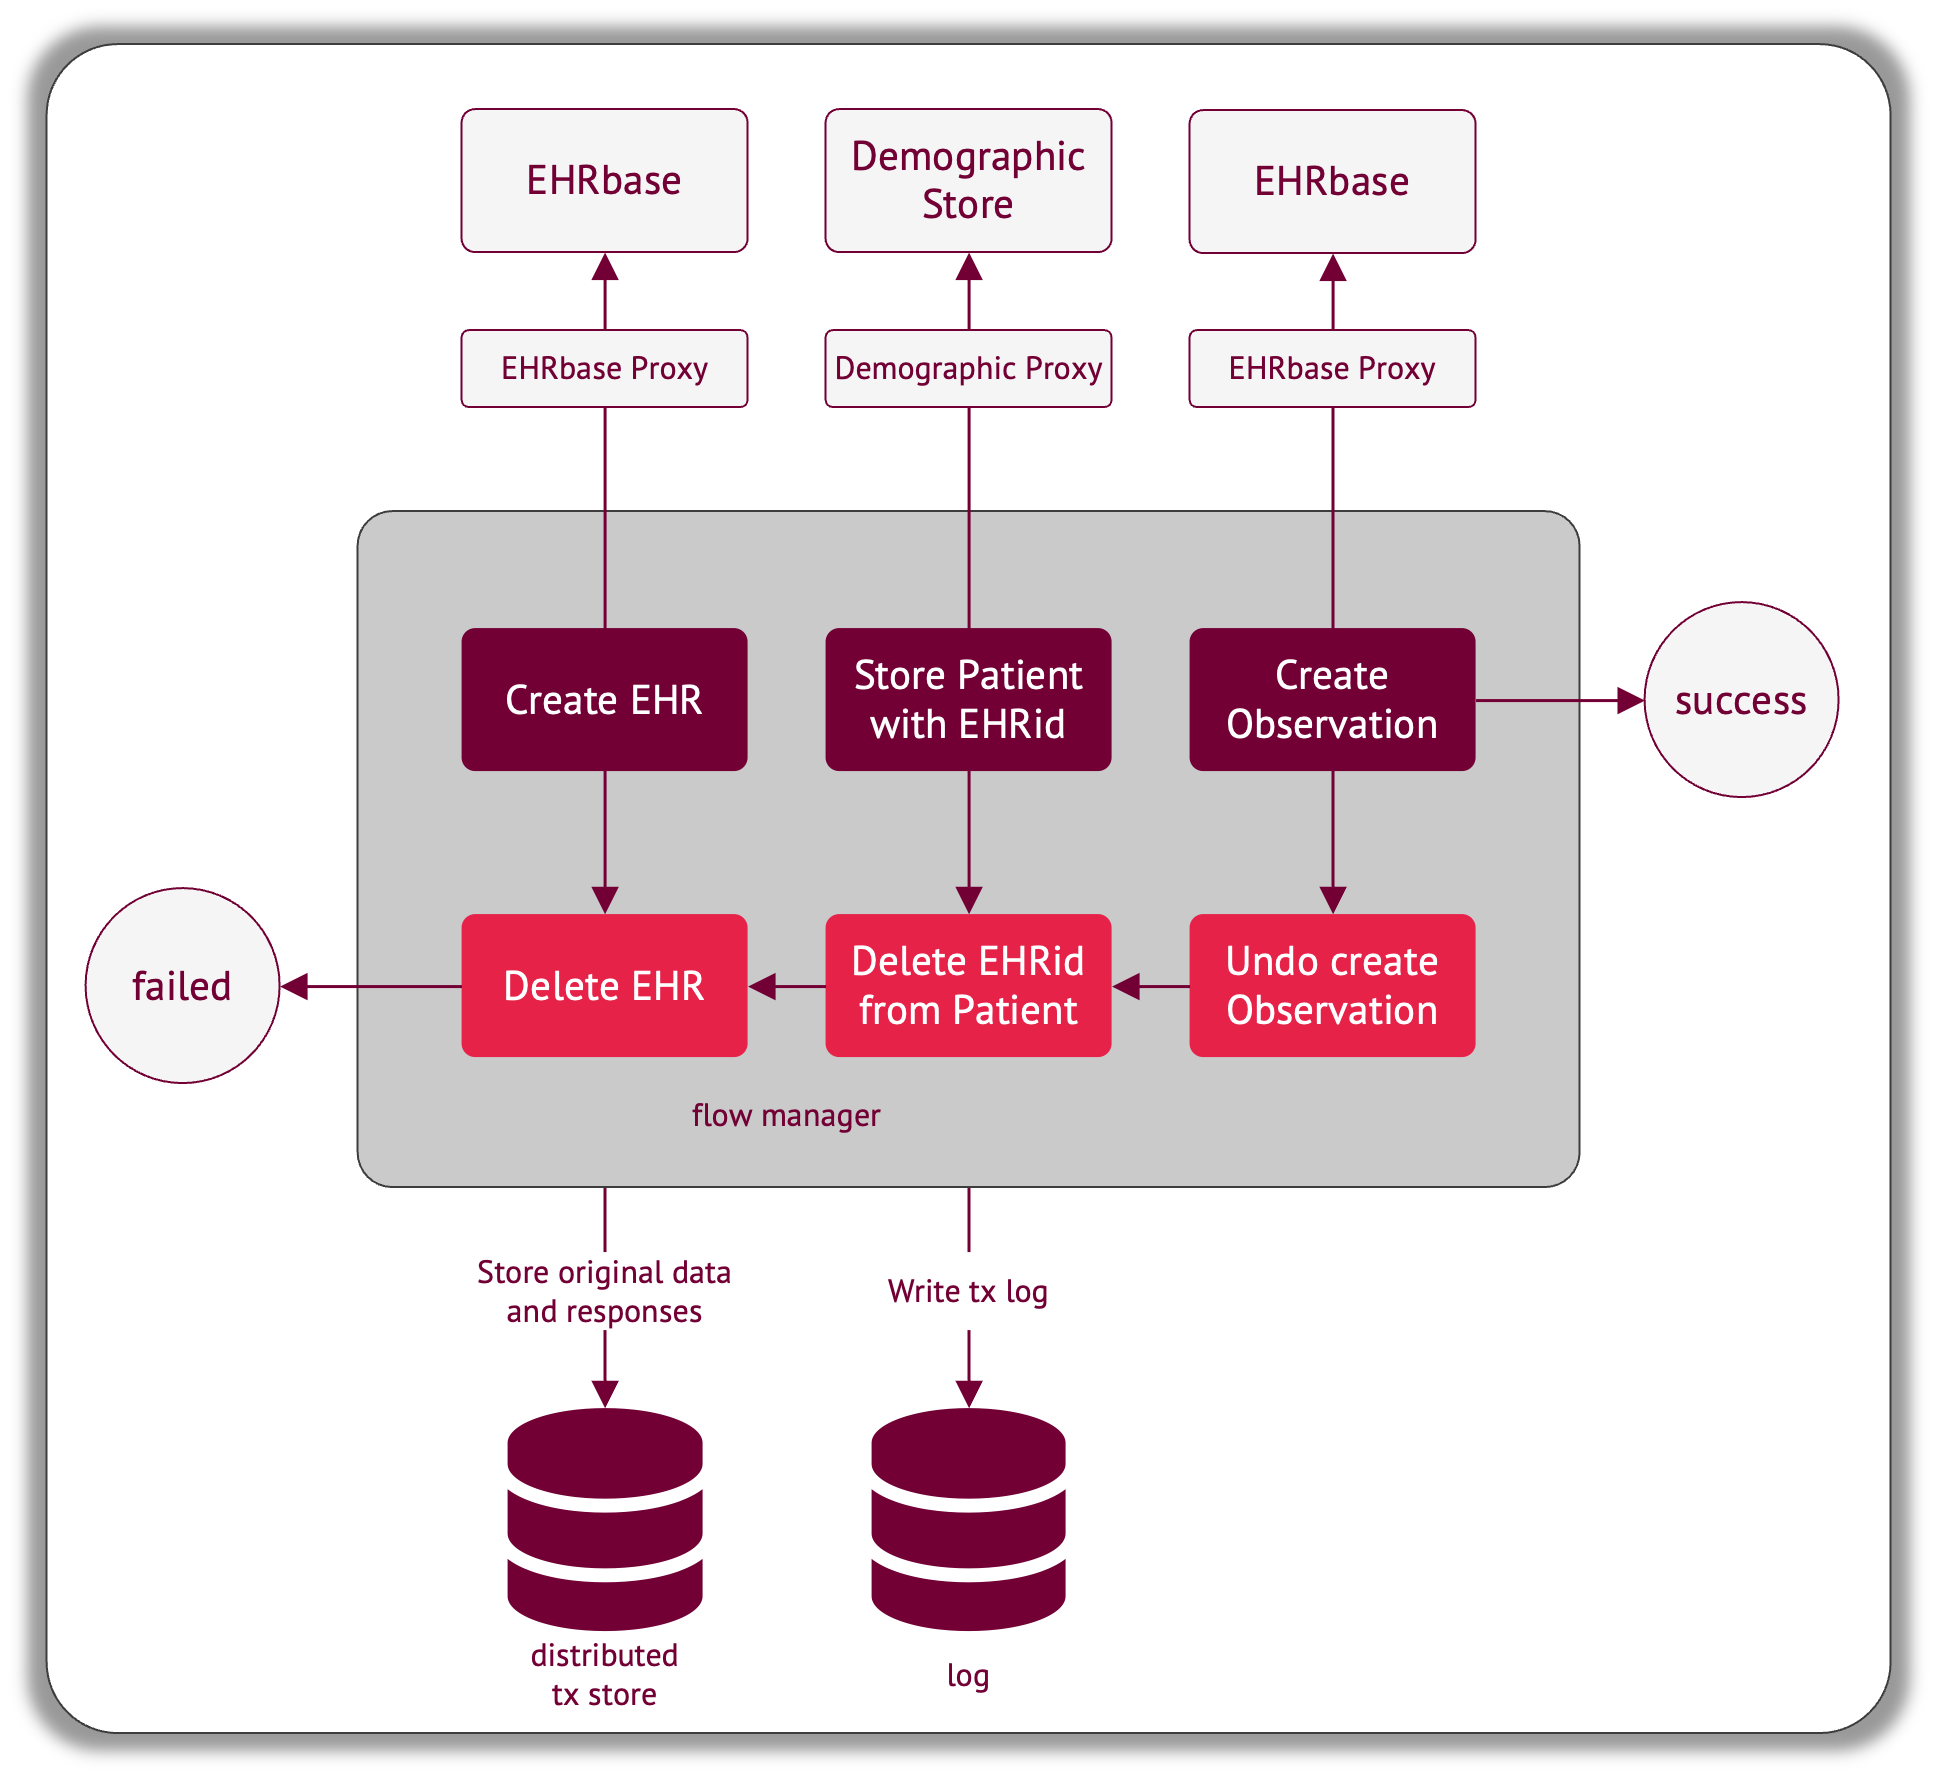 EHRbase
Demographic
Store
EHRbase
EHRbase Proxy
Demographic Proxy
EHRbase Proxy
Create EHR
Store Patient
with EHRid
Create
Observation
success
failed
Delete EHR
Delete EHRid
from Patient
Undo create
Observation
flow manager
Store original data
and responses
Write tx log
distributed
tx store
log